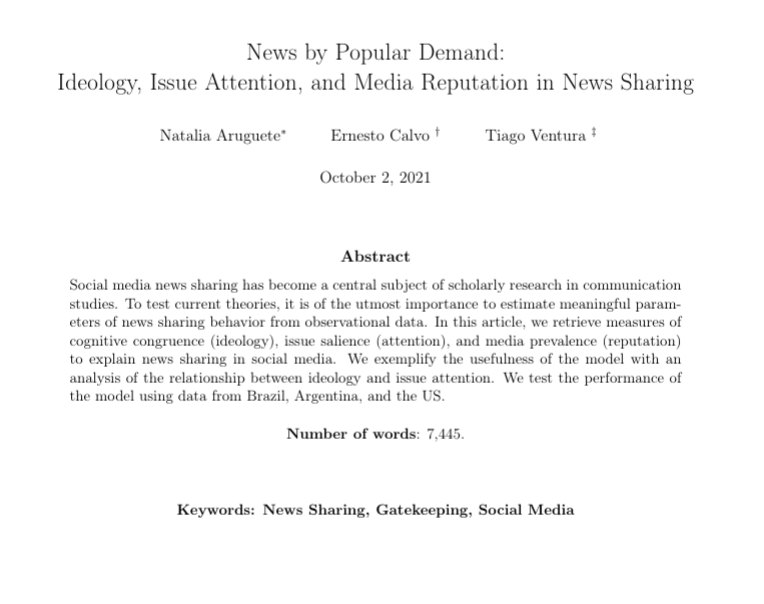 News by Popular Demand:
Ideology, Issue Attention, and Media Reputation in News Sharing
Natalia Aruguete* Ernesto Calvo † Tiago Ventura ‡
October 2, 2021
Abstract
Social media news sharing has become a central subject of scholarly research in communication
studies. To test current theories, it is of the utmost importance to estimate meaningful param-
eters of news sharing behavior from observational data. In this article, we retrieve measures of
cognitive congruence (ideology), issue salience (attention), and media prevalence (reputation)
to explain news sharing in social media. We exemplify the usefulness of the model with an
analysis of the relationship between ideology and issue attention. We test the performance of
the model using data from Brazil, Argentina, and the US.
Number of words: 7,445.
Keywords: News Sharing, Gatekeeping, Social Media